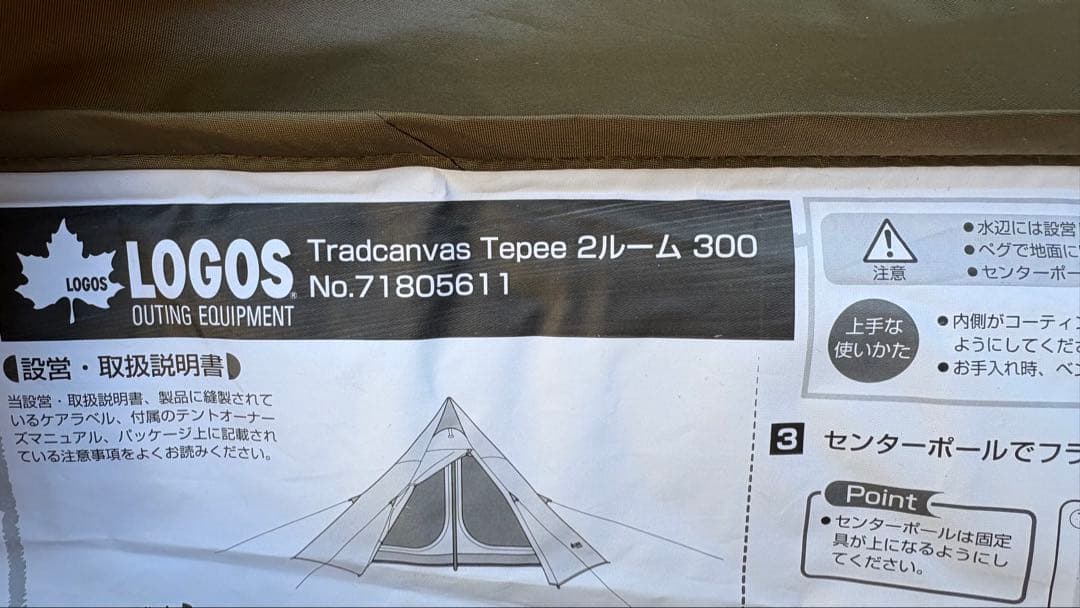 LOGOS
LOGOS
OUTING EQUIPMENT
Tradcanvas Tepee 2ルーム 300
No.71805611
設営・取扱説明書
当設営・取扱説明書、製品に縫製されて
いるケアラベル、付属のテントオーナー
ズマニュアル、パッケージ上に記載され
ている注意事項をよくお読みください。
注意
●水辺には設営
●ペグで地面に
●センターポー
上手な
使いかた
●内側がコーティン
ようにしてくださ
●お手入れ時、ベン
3 センターポールでフラ
Point
●センターポールは固定
具が上になるようにし
てください。